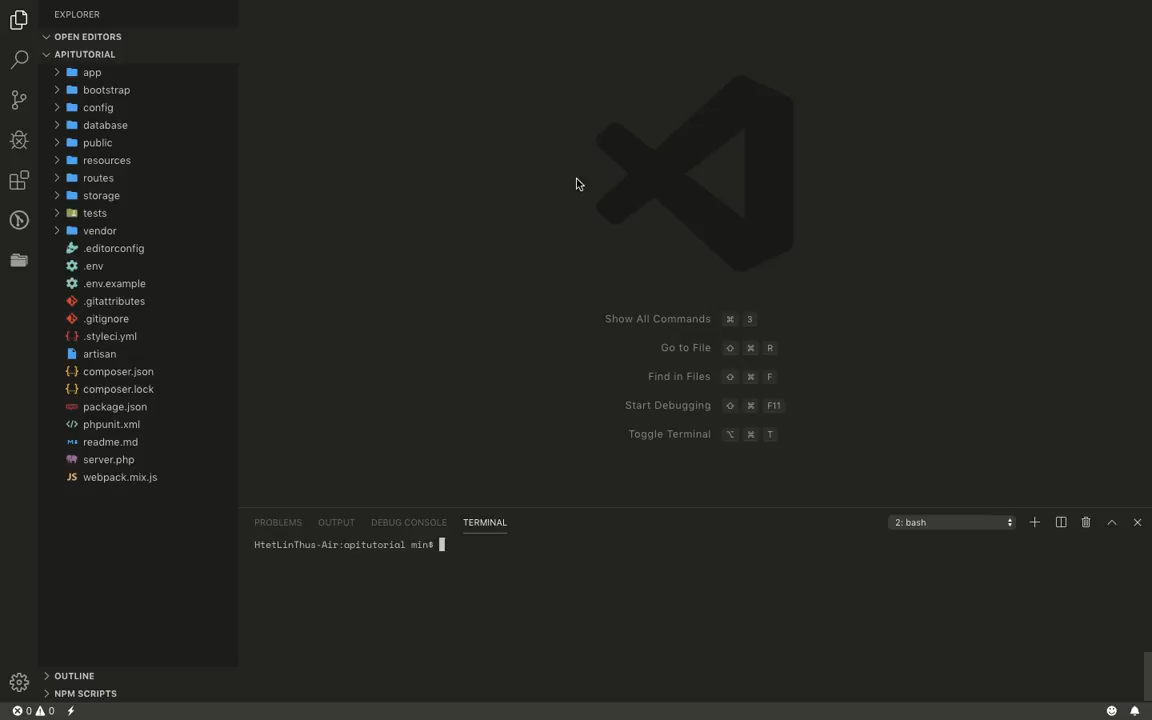 EXPLORER
OPEN EDITORS
APITUTORIAL
app
bootstrap
config
database
public
resources
routes
storage
tests
vendor
.editorconfig
.env
.env.example
.gitattributes
.gitignore
.styleci.yml
artisan
composer.json
composer.lock
package.json
phpunit.xml
readme.md
server.php
webpack.mix.js
OUTLINE
NPM SCRIPTS
Show All Commands ⌘ 3
Go to File ⇧ ⌘ R
Find in Files ⇧ ⌘ F
Start Debugging ⇧ ⌘ F11
Toggle Terminal ⌥ ⌘ T
PROBLEMS OUTPUT DEBUG CONSOLE TERMINAL 2: bash
HtetLinThus-Air:apitutorial min$
0 0